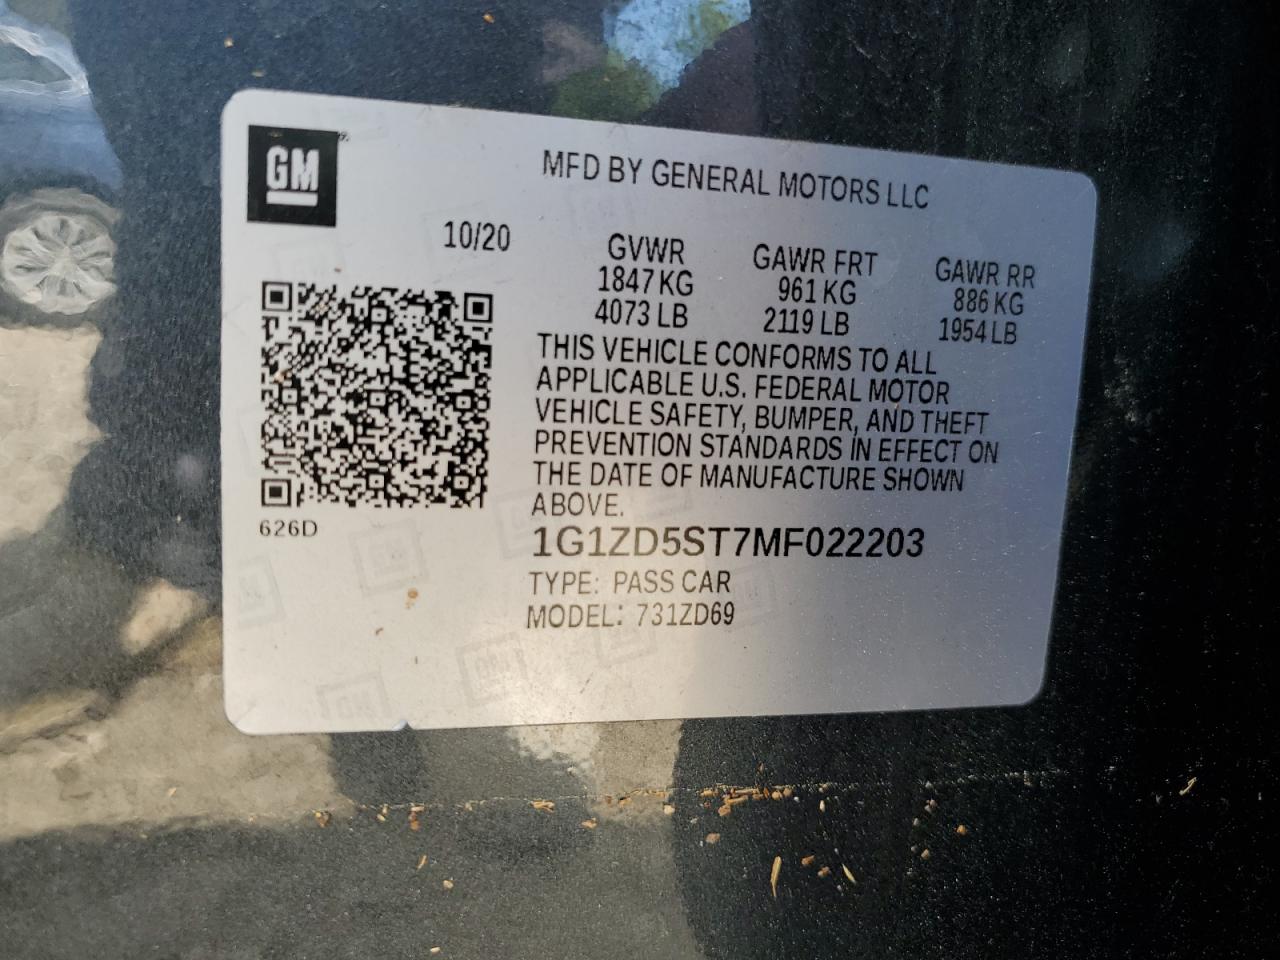 GM
MFD BY GENERAL MOTORS LLC
10/20
GVWR
1847 KG
4073 LB
GAWR FRT
961 KG
2119 LB
GAWR RR
886 KG
1954 LB
THIS VEHICLE CONFORMS TO ALL
APPLICABLE U.S. FEDERAL MOTOR
VEHICLE SAFETY, BUMPER, AND THEFT
PREVENTION STANDARDS IN EFFECT ON
THE DATE OF MANUFACTURE SHOWN
ABOVE.
626D
1G1ZD5ST7MF022203
TYPE: PASS CAR
MODEL: 731ZD69